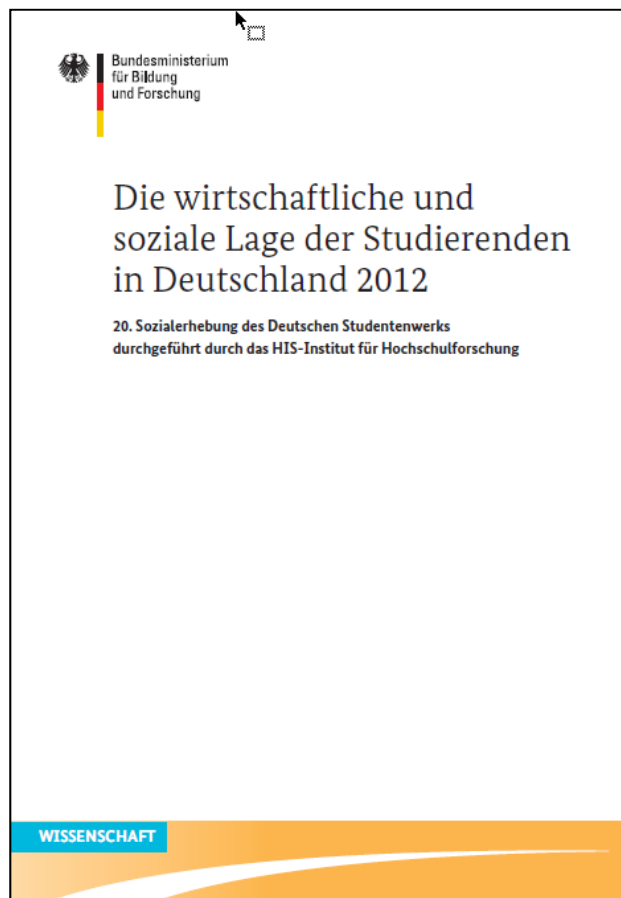 Bundesministerium
für Bildung
und Forschung
Die wirtschaftliche und
soziale Lage der Studierenden
in Deutschland 2012
20. Sozialerhebung des Deutschen Studentenwerks
durchgeführt durch das HIS-Institut für Hochschulforschung
WISSENSCHAFT